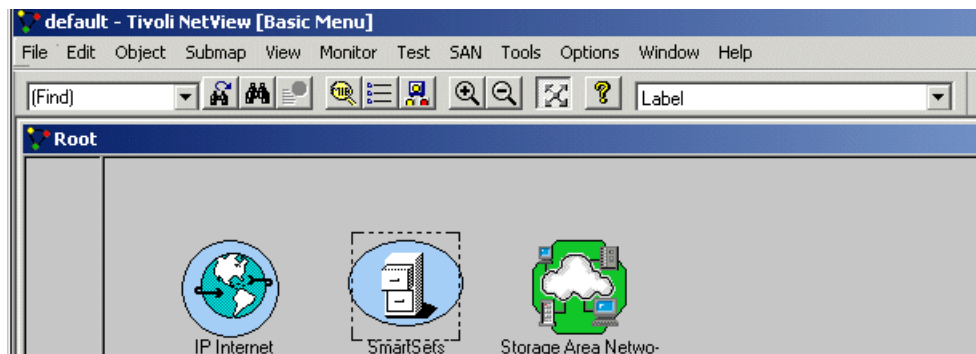 default - Tivoli NetView [Basic Menu]
File Edit Object Submap View Monitor Test SAN Tools Options Window Help
(Find) MIB Label
Root
IP Internet SmartSets Storage Area Netwo-